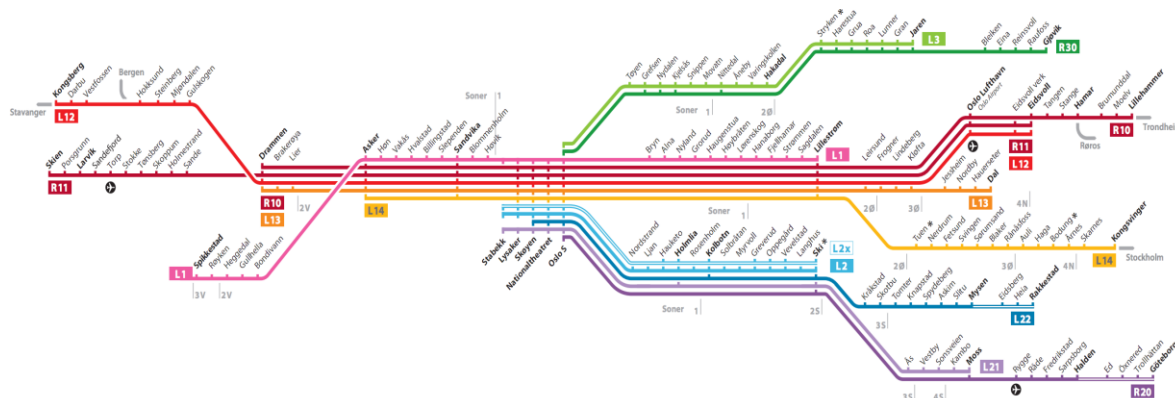 Stryken *
Harestua
Grua
Roa
Lunner
Gran
Jaren
L3
Bleiken
Eina
Reinsvoll
Raufoss
Gjøvik
R30
Tøyen
Grefsen
Nydalen
Kjelsås
Snippen
Movatn
Nittedal
Åneby
Varingskollen
Hakadal
Soner
1
2Ø
Stavanger
Kongsberg
Darbu
Vestfossen
Bergen
Hokksund
Steinberg
Mjøndalen
Gulskogen
L12
Soner
1
Oslo Lufthavn
Oslo Airport
Eidsvoll verk
Eidsvoll
Tangen
Stange
Hamar
Brumunddal
Moelv
Lillehammer
R10
Trondheim
Røros
R11
L12
Skien
Porsgrunn
Larvik
Sandefjord
Torp
Stokke
Tønsberg
Skoppum
Holmestrand
Sande
R11
Drammen
Brakerøya
Lier
R10
L13
2V
Asker
Høn
Vakås
Hvalstad
Billingstad
Slependen
Sandvika
Blommenholm
Høvik
L14
Bryn
Alna
Nyland
Grorud
Haugenstua
Høybråten
Lørenskog
Hanaborg
Fjellhamar
Strømmen
Sagdalen
Lillestrøm
L1
Leirsund
Frogner
Lindeberg
Kløfta
Jessheim
Nordby
Hauerseter
Dal
L13
2Ø
3Ø
4N
Soner
1
Tuen *
Nerdrum
Fetsund
Svingen
Sørumsand
Blaker
Rånåsfoss
Auli
Haga
Bodung *
Årnes
Skarnes
Kongsvinger
L14
Stockholm
2Ø
3Ø
4N
L1
Spikkestad
Røyken
Heggedal
Gullhella
Bondivann
3V
2V
Stabekk
Lysaker
Skøyen
Nationaltheatret
Oslo S
Nordstrand
Ljan
Hauketo
Holmlia
Rosenholm
Kolbotn
Solbråtan
Myrvoll
Greverud
Oppegård
Vevelstad
Langhus
Ski *
L2x
L2
Soner
1
2S
Kråkstad
Skotbu
Tomter
Knapstad
Spydeberg
Askim
Slitu
Mysen
Eidsberg
Heia
Rakkestad
L22
3S
Ås
Vestby
Sonsveien
Kambo
Moss
L21
3S
4S
Rygge
Råde
Fredrikstad
Sarpsborg
Halden
Ed
Öxnered
Trollhättan
Göteborg
R20